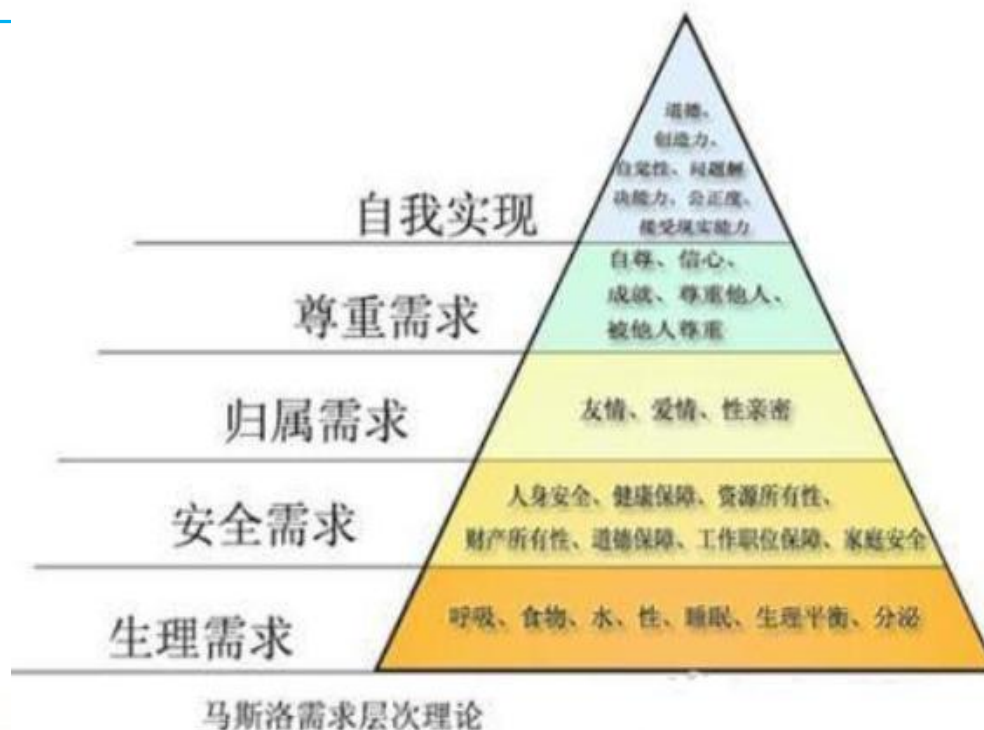 道德、
创造力、
自觉性、问题解
决能力、公正度、
接受现实能力
自我实现
自尊、信心、
成就、尊重他人、
被他人尊重
尊重需求
友情、爱情、性亲密
归属需求
人身安全、健康保障、资源所有性、
财产所有性、道德保障、工作职位保障、家庭安全
安全需求
呼吸、食物、水、性、睡眠、生理平衡、分泌
生理需求
马斯洛需求层次理论